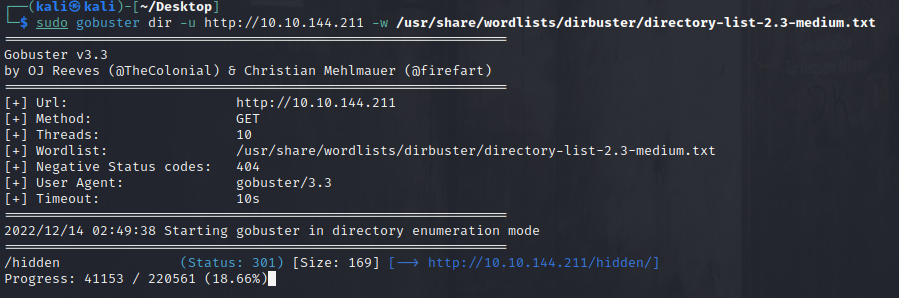 ┌──(kali㉿kali)-[~/Desktop]
└─$ sudo gobuster dir -u http://10.10.144.211 -w /usr/share/wordlists/dirbuster/directory-list-2.3-medium.txt
===============================================================
Gobuster v3.3
by OJ Reeves (@TheColonial) & Christian Mehlmauer (@firefart)
===============================================================
[+] Url:                     http://10.10.144.211
[+] Method:                  GET
[+] Threads:                 10
[+] Wordlist:                /usr/share/wordlists/dirbuster/directory-list-2.3-medium.txt
[+] Negative Status codes:   404
[+] User Agent:              gobuster/3.3
[+] Timeout:                 10s
===============================================================
2022/12/14 02:49:38 Starting gobuster in directory enumeration mode
===============================================================
/hidden               (Status: 301) [Size: 169] [--> http://10.10.144.211/hidden/]
Progress: 41153 / 220561 (18.66%)